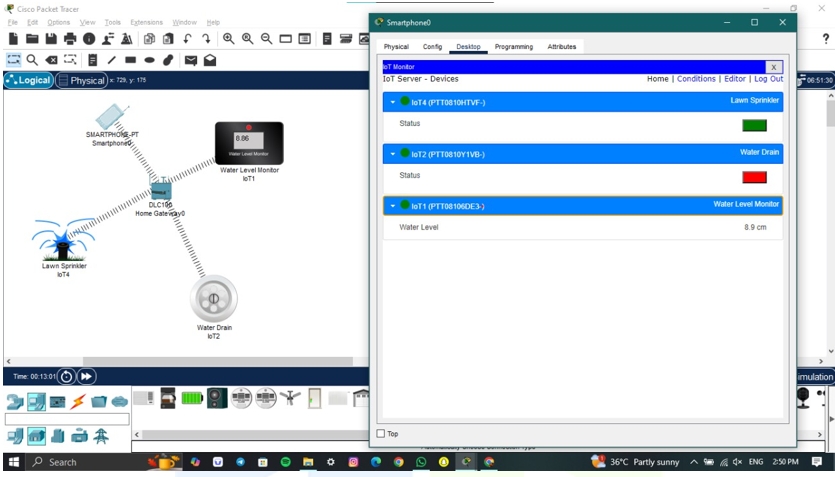 Cisco Packet Tracer
File Edit Options View Tools Extensions Window Help
Logical Physical x: 729, y: 175
06:51:30
SMARTPHONE-PT
Smartphone0
8.86
Water Level Monitor
Water Level Monitor
IoT1
Home Gateway0
Lawn Sprinkler
IoT4
Water Drain
IoT2
Time: 00:13:01
imulation
Smartphone0
Physical Config Desktop Programming Attributes
IoT Monitor X
IoT Server - Devices Home | Conditions | Editor | Log Out
IoT4 (PTT0810HTVF-) Lawn Sprinkler
Status
IoT2 (PTT0810Y1VB-) Water Drain
Status
IoT1 (PTT08106DE3-) Water Level Monitor
Water Level 8.9 cm
Top
Search
36°C Partly sunny ENG 2:50 PM